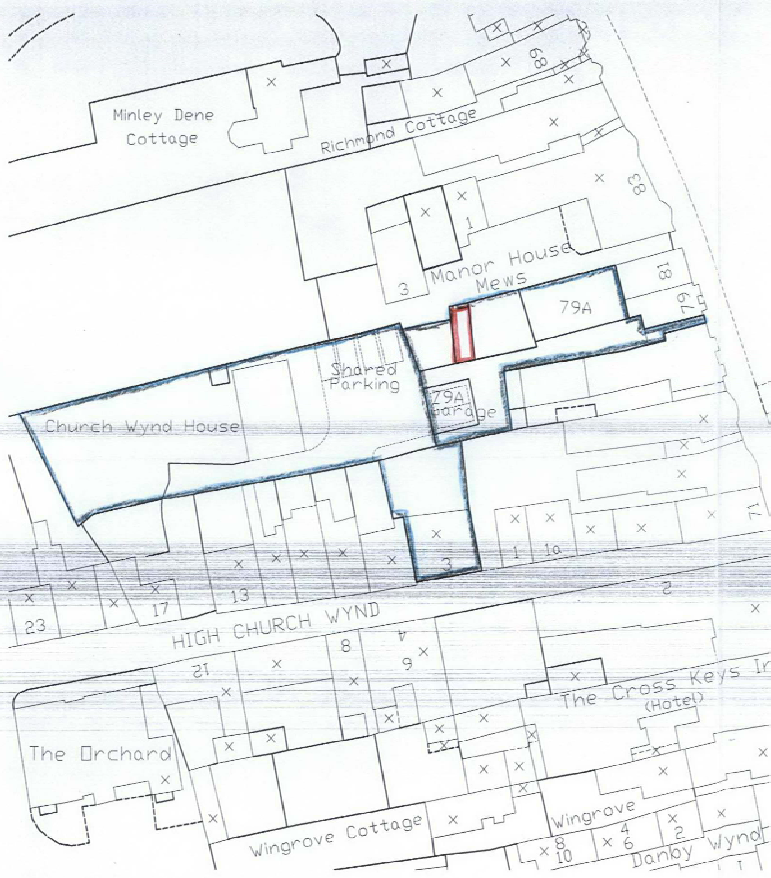 68
Minley Dene
Cottage
Richmond Cottage
83
1
Manor House
Mews
3
81
79
79A
Shared
Parking
79A
Garage
Church Wynd House
71
3
1
1a
23
17
13
HIGH CHURCH WYND
2
12
8
4
6
The Cross Keys In
(Hotel)
The Orchard
Wingrove Cottage
Wingrove
8
10
4
6
2
Danby Wynd